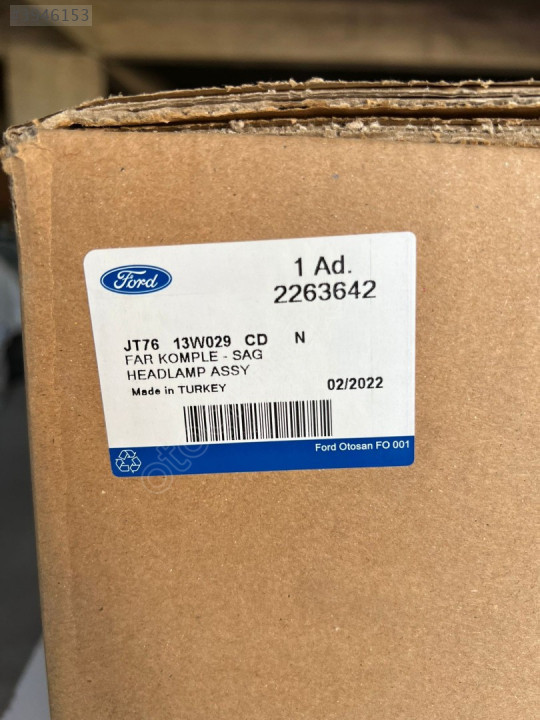 Ford
1 Ad.
2263642
JT76 13W029 CD N
FAR KOMPLE - SAG
HEADLAMP ASSY
Made in TURKEY 02/2022
Ford Otosan FO 001